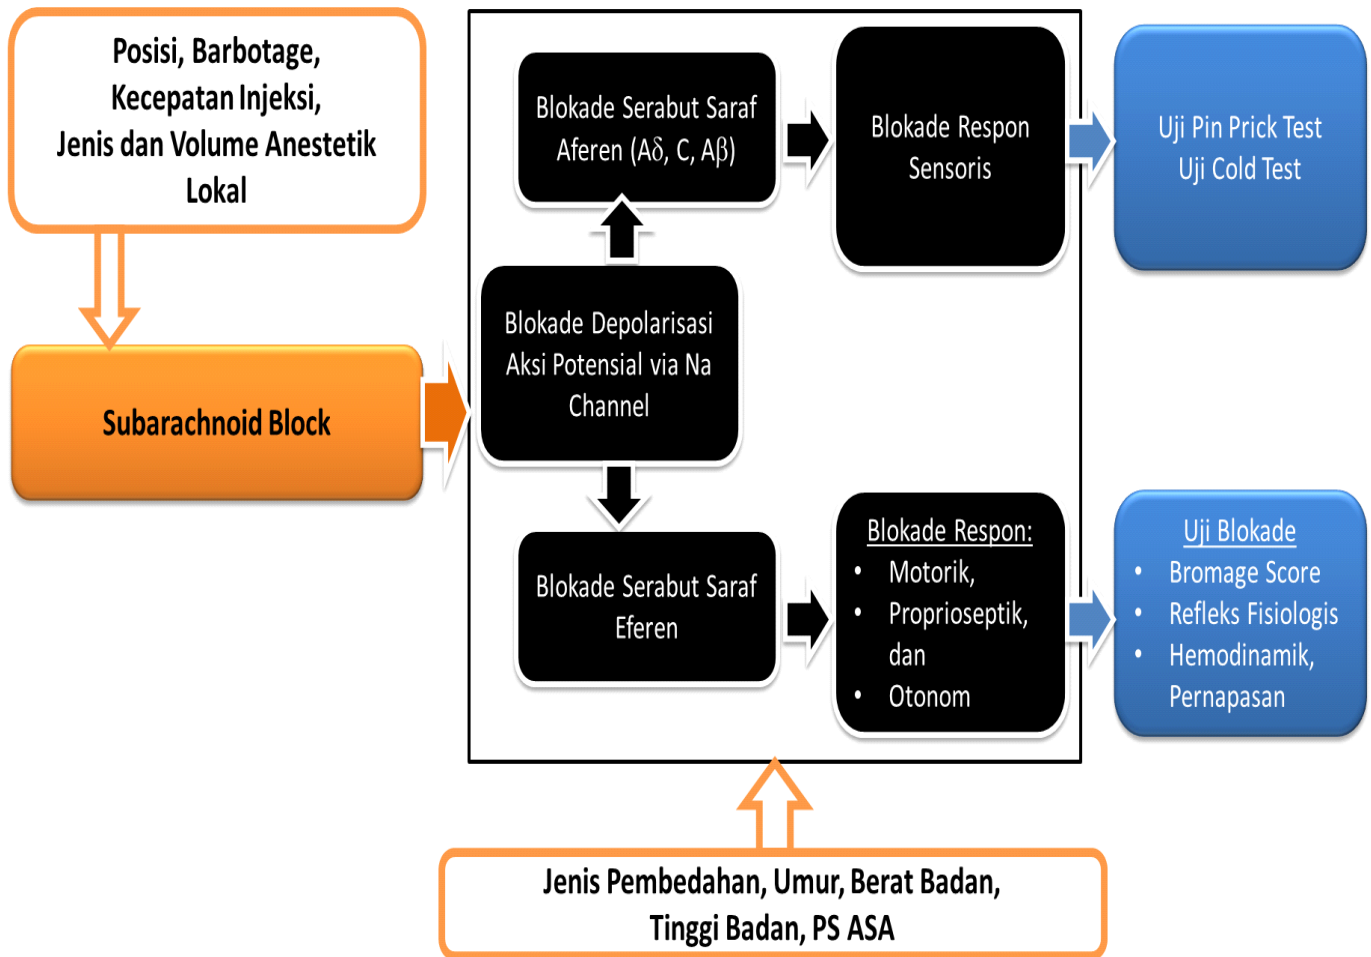 Posisi, Barbotage,
Kecepatan Injeksi,
Jenis dan Volume Anestetik
Lokal
Subarachnoid Block
Blokade Serabut Saraf
Aferen (Aδ, C, Aβ)
Blokade Respon
Sensoris
Uji Pin Prick Test
Uji Cold Test
Blokade Depolarisasi
Aksi Potensial via Na
Channel
Blokade Serabut Saraf
Eferen
Blokade Respon:
• Motorik,
• Proprioseptik,
dan
• Otonom
Uji Blokade
• Bromage Score
• Refleks Fisiologis
• Hemodinamik,
Pernapasan
Jenis Pembedahan, Umur, Berat Badan,
Tinggi Badan, PS ASA